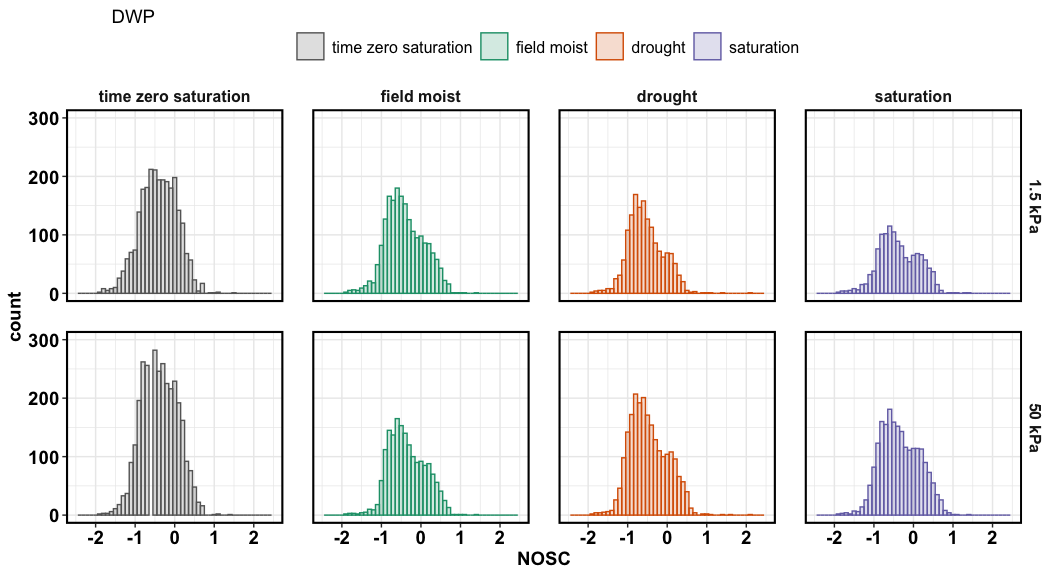 DWP
time zero saturation field moist drought saturation
time zero saturation field moist drought saturation
300
200
100
0
1.5 kPa
count
300
200
100
0
50 kPa
-2 -1 0 1 2 -2 -1 0 1 2 -2 -1 0 1 2 -2 -1 0 1 2
NOSC